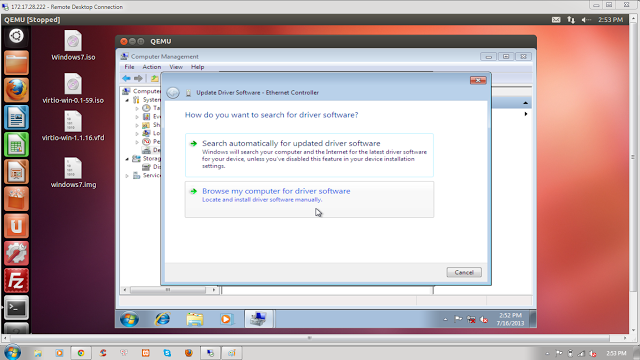 172.17.28.222 - Remote Desktop Connection
QEMU [Stopped]
2:53 PM
Windows7.iso
virtio-win-0.1-59.iso
virtio-win-1.1.16.vfd
windows7.img
QEMU
Computer Management
File Action View Help
Computer
System
Storage
Update Driver Software - Ethernet Controller
How do you want to search for driver software?
Search automatically for updated driver software
Windows will search your computer and the Internet for the latest driver software
for your device, unless you've disabled this feature in your device installation
settings.
Browse my computer for driver software
Locate and install driver software manually.
Cancel
2:52 PM
7/16/2013
2:53 PM